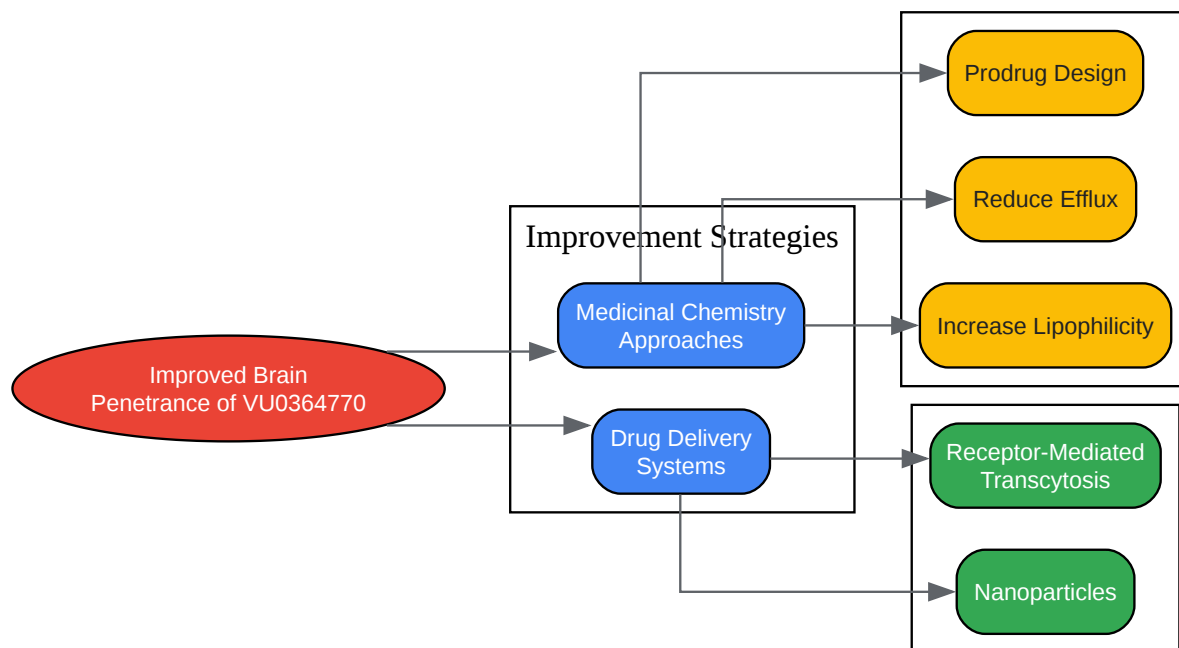 Prodrug Design
Reduce Efflux
Improvement Strategies
Medicinal Chemistry
Approaches
Increase Lipophilicity
Improved Brain
Penetrance of VU0364770
Drug Delivery
Systems
Receptor-Mediated
Transcytosis
Nanoparticles